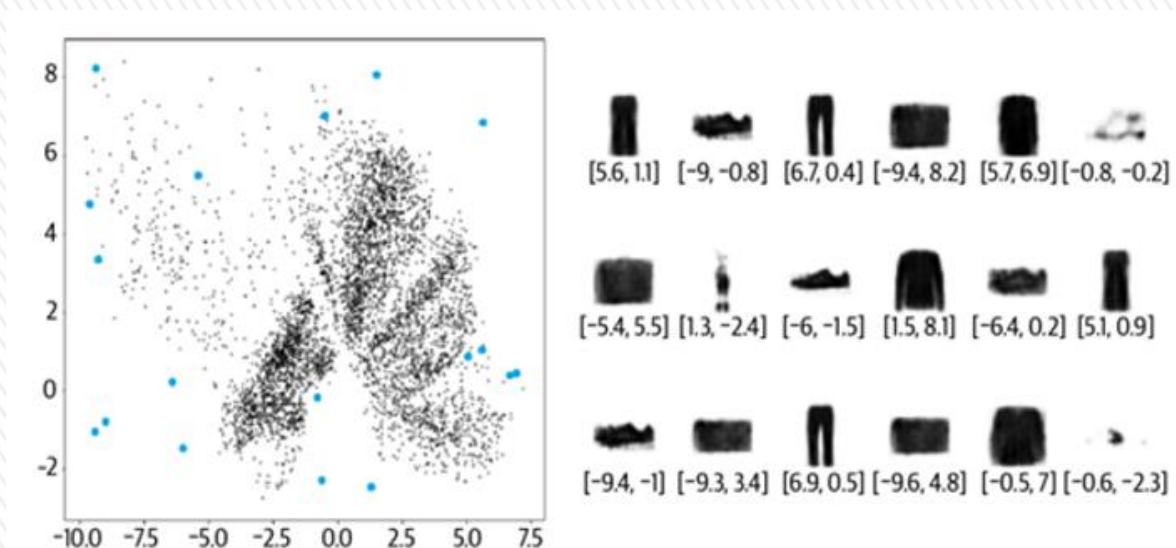 8
6
4
2
0
−2
−10.0 −7.5 −5.0 −2.5 0.0 2.5 5.0 7.5
[5.6, 1.1] [−9, −0.8] [6.7, 0.4] [−9.4, 8.2] [5.7, 6.9] [−0.8, −0.2]
[−5.4, 5.5] [1.3, −2.4] [−6, −1.5] [1.5, 8.1] [−6.4, 0.2] [5.1, 0.9]
[−9.4, −1] [−9.3, 3.4] [6.9, 0.5] [−9.6, 4.8] [−0.5, 7] [−0.6, −2.3]